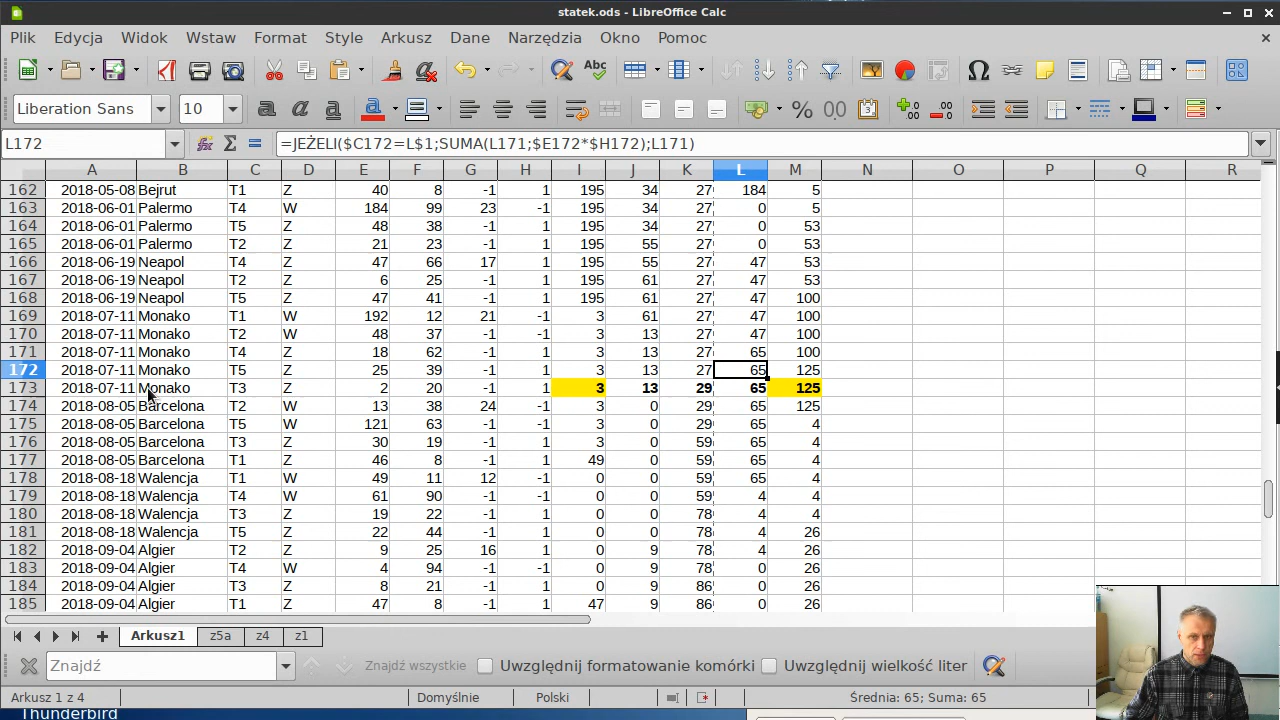 statek.ods - LibreOffice Calc
Plik Edycja Widok Wstaw Format Style Arkusz Dane Narzędzia Okno Pomoc
Liberation Sans 10
L172 =JEŻELI($C172=L$1;SUMA(L171;$E172*$H172);L171)
A B C D E F G H I J K L M N O P Q R
162 2018-05-08 Bejrut T1 Z 40 8 -1 1 195 34 27 184 5
163 2018-06-01 Palermo T4 W 184 99 23 -1 195 34 27 0 5
164 2018-06-01 Palermo T5 Z 48 38 -1 1 195 34 27 0 53
165 2018-06-01 Palermo T2 Z 21 23 -1 1 195 55 27 0 53
166 2018-06-19 Neapol T4 Z 47 66 17 1 195 55 27 47 53
167 2018-06-19 Neapol T2 Z 6 25 -1 1 195 61 27 47 53
168 2018-06-19 Neapol T5 Z 47 41 -1 1 195 61 27 47 100
169 2018-07-11 Monako T1 W 192 12 21 -1 3 61 27 47 100
170 2018-07-11 Monako T2 W 48 37 -1 -1 3 13 27 47 100
171 2018-07-11 Monako T4 Z 18 62 -1 1 3 13 27 65 100
172 2018-07-11 Monako T5 Z 25 39 -1 1 3 13 27 65 125
173 2018-07-11 Monako T3 Z 2 20 -1 1 3 13 29 65 125
174 2018-08-05 Barcelona T2 W 13 38 24 -1 3 0 29 65 125
175 2018-08-05 Barcelona T5 W 121 63 -1 -1 3 0 29 65 4
176 2018-08-05 Barcelona T3 Z 30 19 -1 1 3 0 59 65 4
177 2018-08-05 Barcelona T1 Z 46 8 -1 1 49 0 59 65 4
178 2018-08-18 Walencja T1 W 49 11 12 -1 0 0 59 65 4
179 2018-08-18 Walencja T4 W 61 90 -1 -1 0 0 59 4 4
180 2018-08-18 Walencja T3 Z 19 22 -1 1 0 0 78 4 4
181 2018-08-18 Walencja T5 Z 22 44 -1 1 0 0 78 4 26
182 2018-09-04 Algier T2 Z 9 25 16 1 0 9 78 4 26
183 2018-09-04 Algier T4 W 4 94 -1 -1 0 9 78 0 26
184 2018-09-04 Algier T3 Z 8 21 -1 1 0 9 86 0 26
185 2018-09-04 Algier T1 Z 47 8 -1 1 47 9 86 0 26
Arkusz1 z5a z4 z1
Znajdź Znajdź wszystkie Uwzględnij formatowanie komórki Uwzględnij wielkość liter
Arkusz 1 z 4 Domyślnie Polski Średnia: 65; Suma: 65
Thunderbird